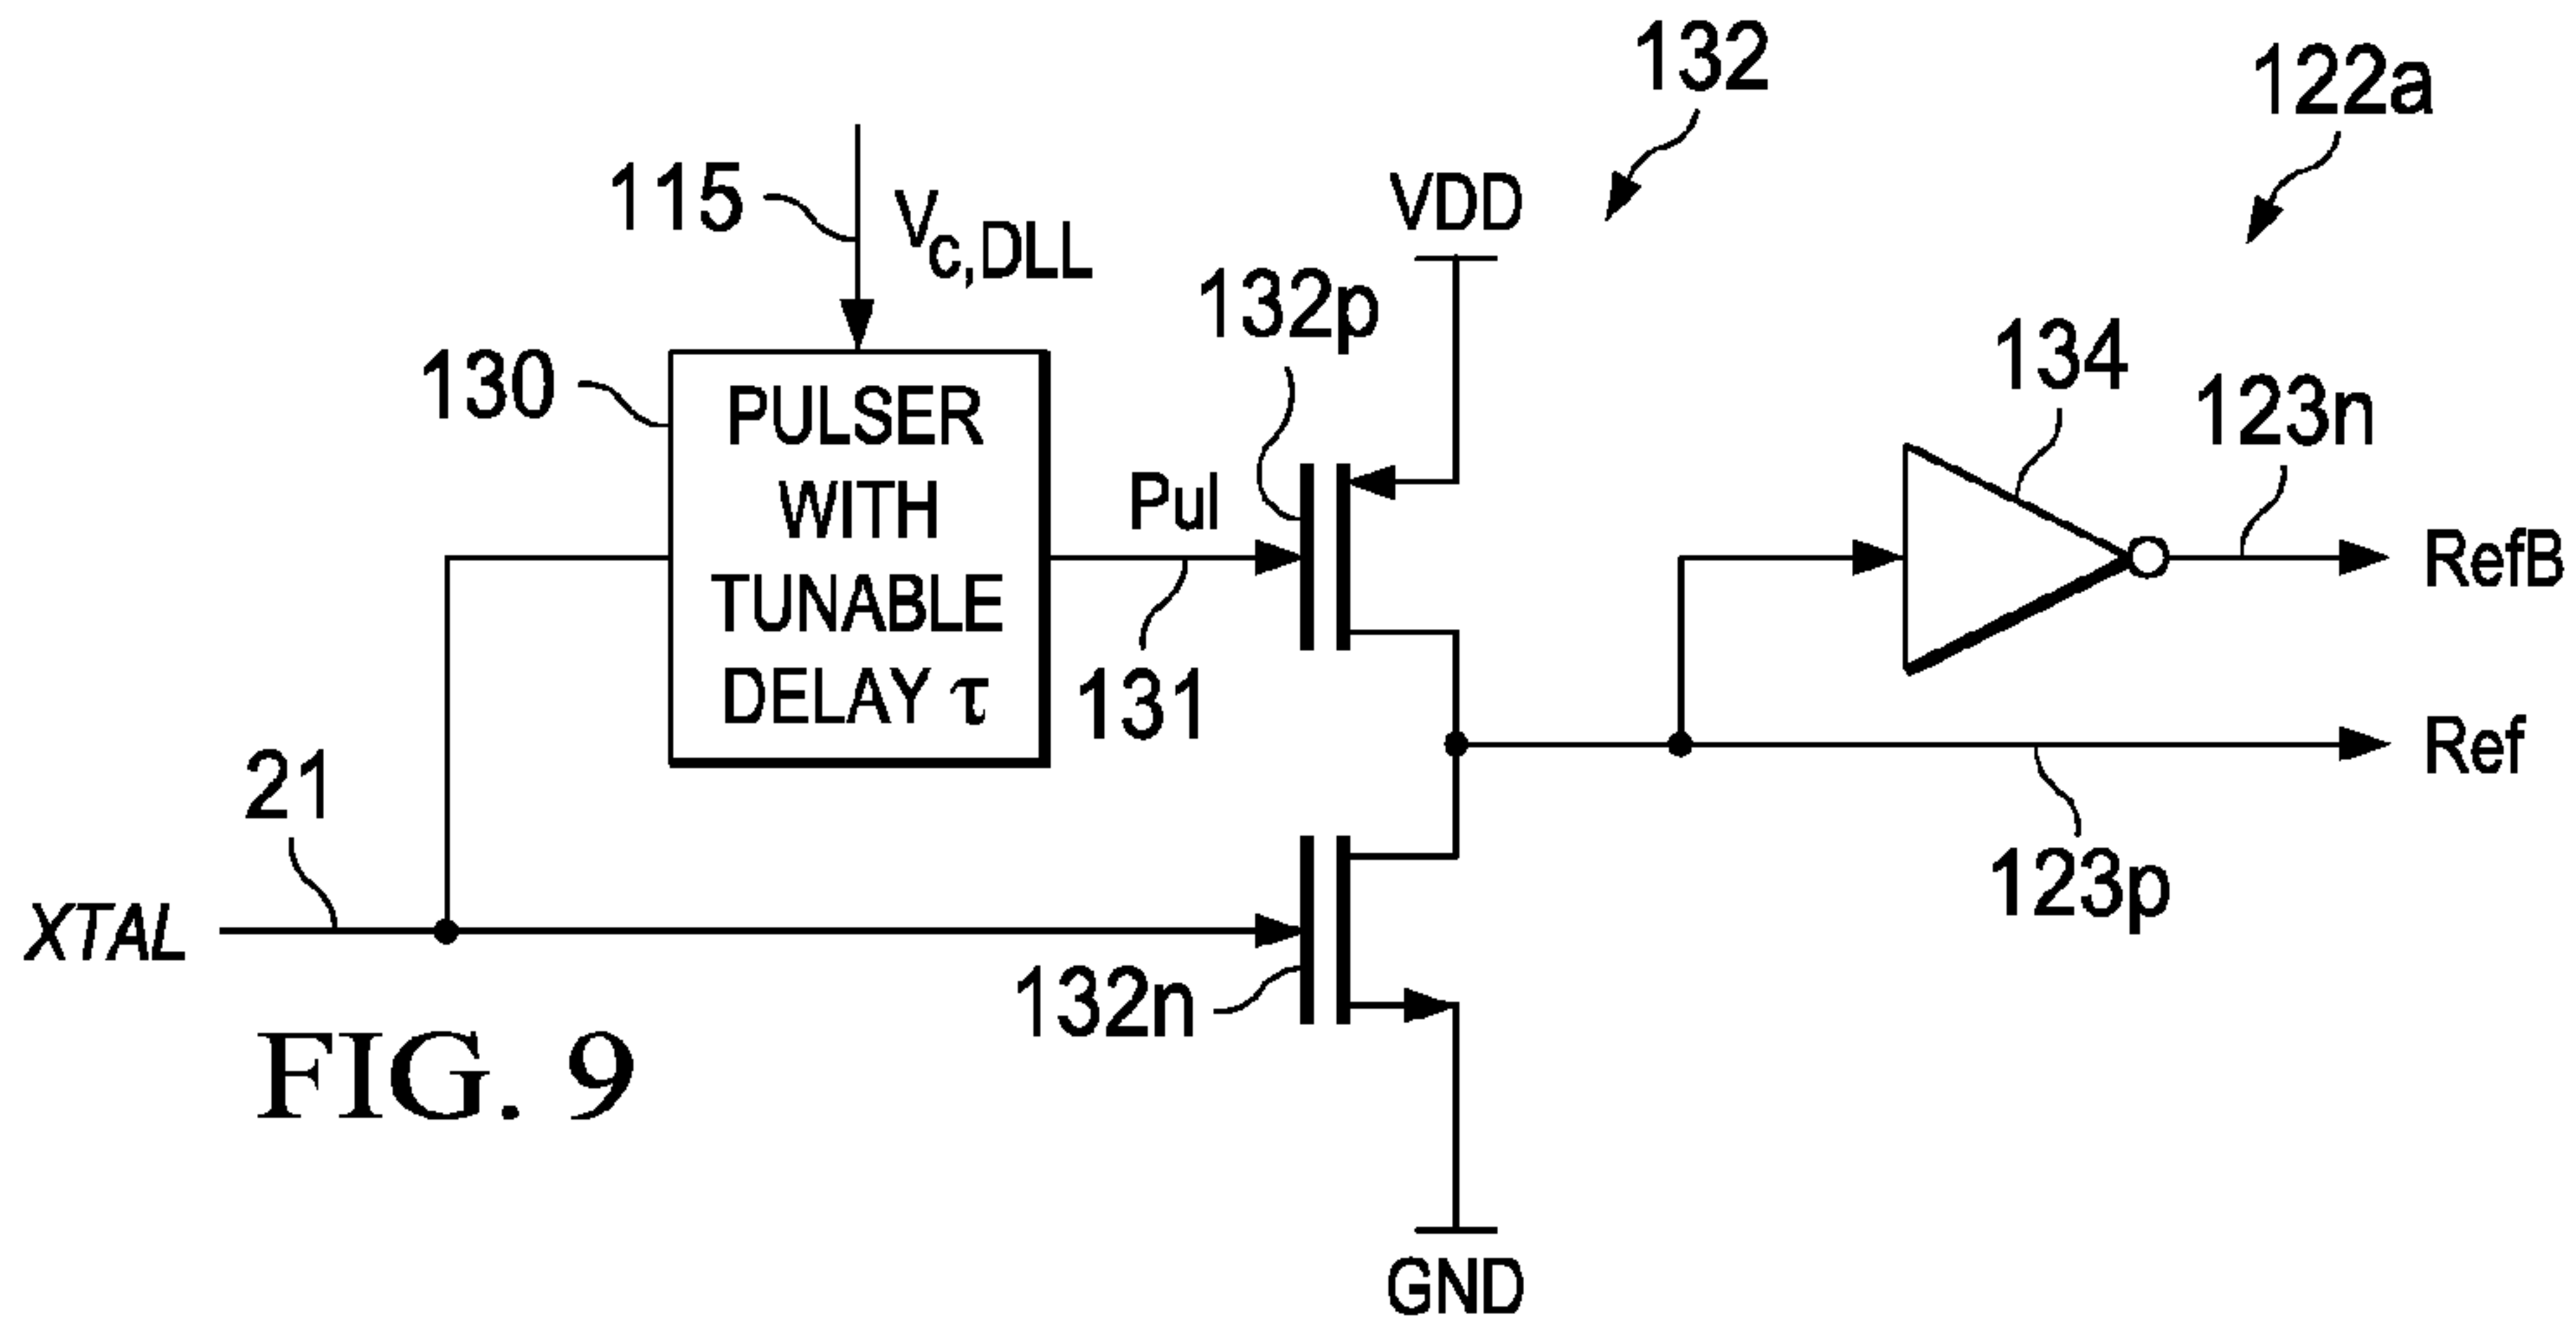 132
122a
115
V c,DLL
VDD
132p
130
PULSER
WITH
TUNABLE
DELAY τ
Pul
131
134
123n
RefB
Ref
123p
21
XTAL
132n
GND
FIG. 9